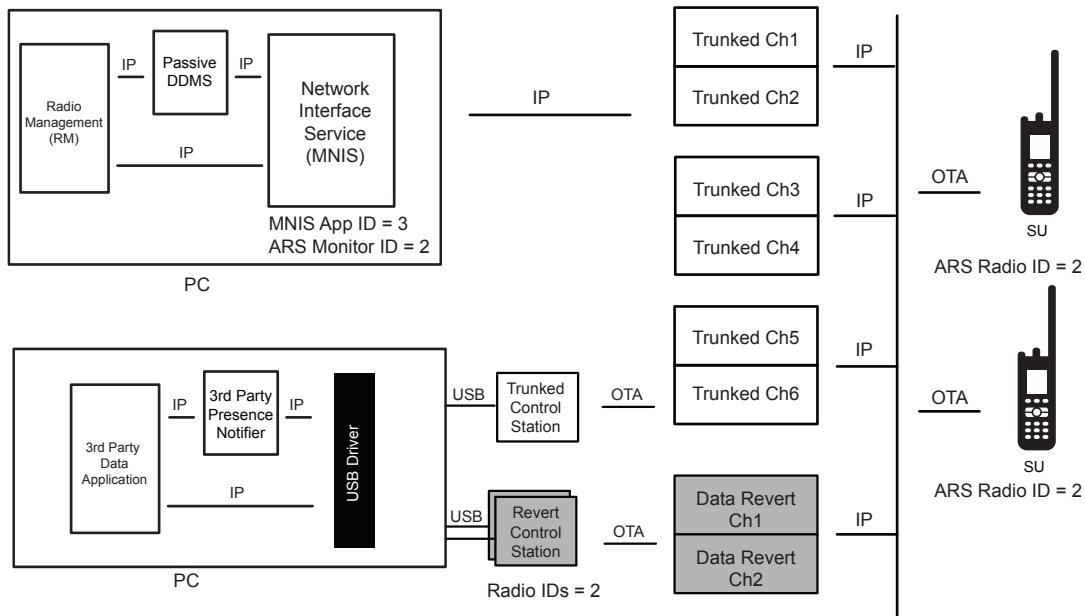 IP
Passive
DDMS
IP
Radio
Management
(RM)
Network
Interface
Service
(MNIS)
IP
MNIS App ID = 3
ARS Monitor ID = 2
PC
IP
Trunked Ch1
Trunked Ch2
IP
Trunked Ch3
Trunked Ch4
IP
OTA
SU
ARS Radio ID = 2
3rd Party
Data
Application
IP
3rd Party
Presence
Notifier
IP
IP
USB Driver
PC
USB
Trunked
Control
Station
OTA
Trunked Ch5
Trunked Ch6
IP
OTA
SU
ARS Radio ID = 2
USB
Revert
Control
Station
Radio IDs = 2
OTA
Data Revert
Ch1
Data Revert
Ch2
IP